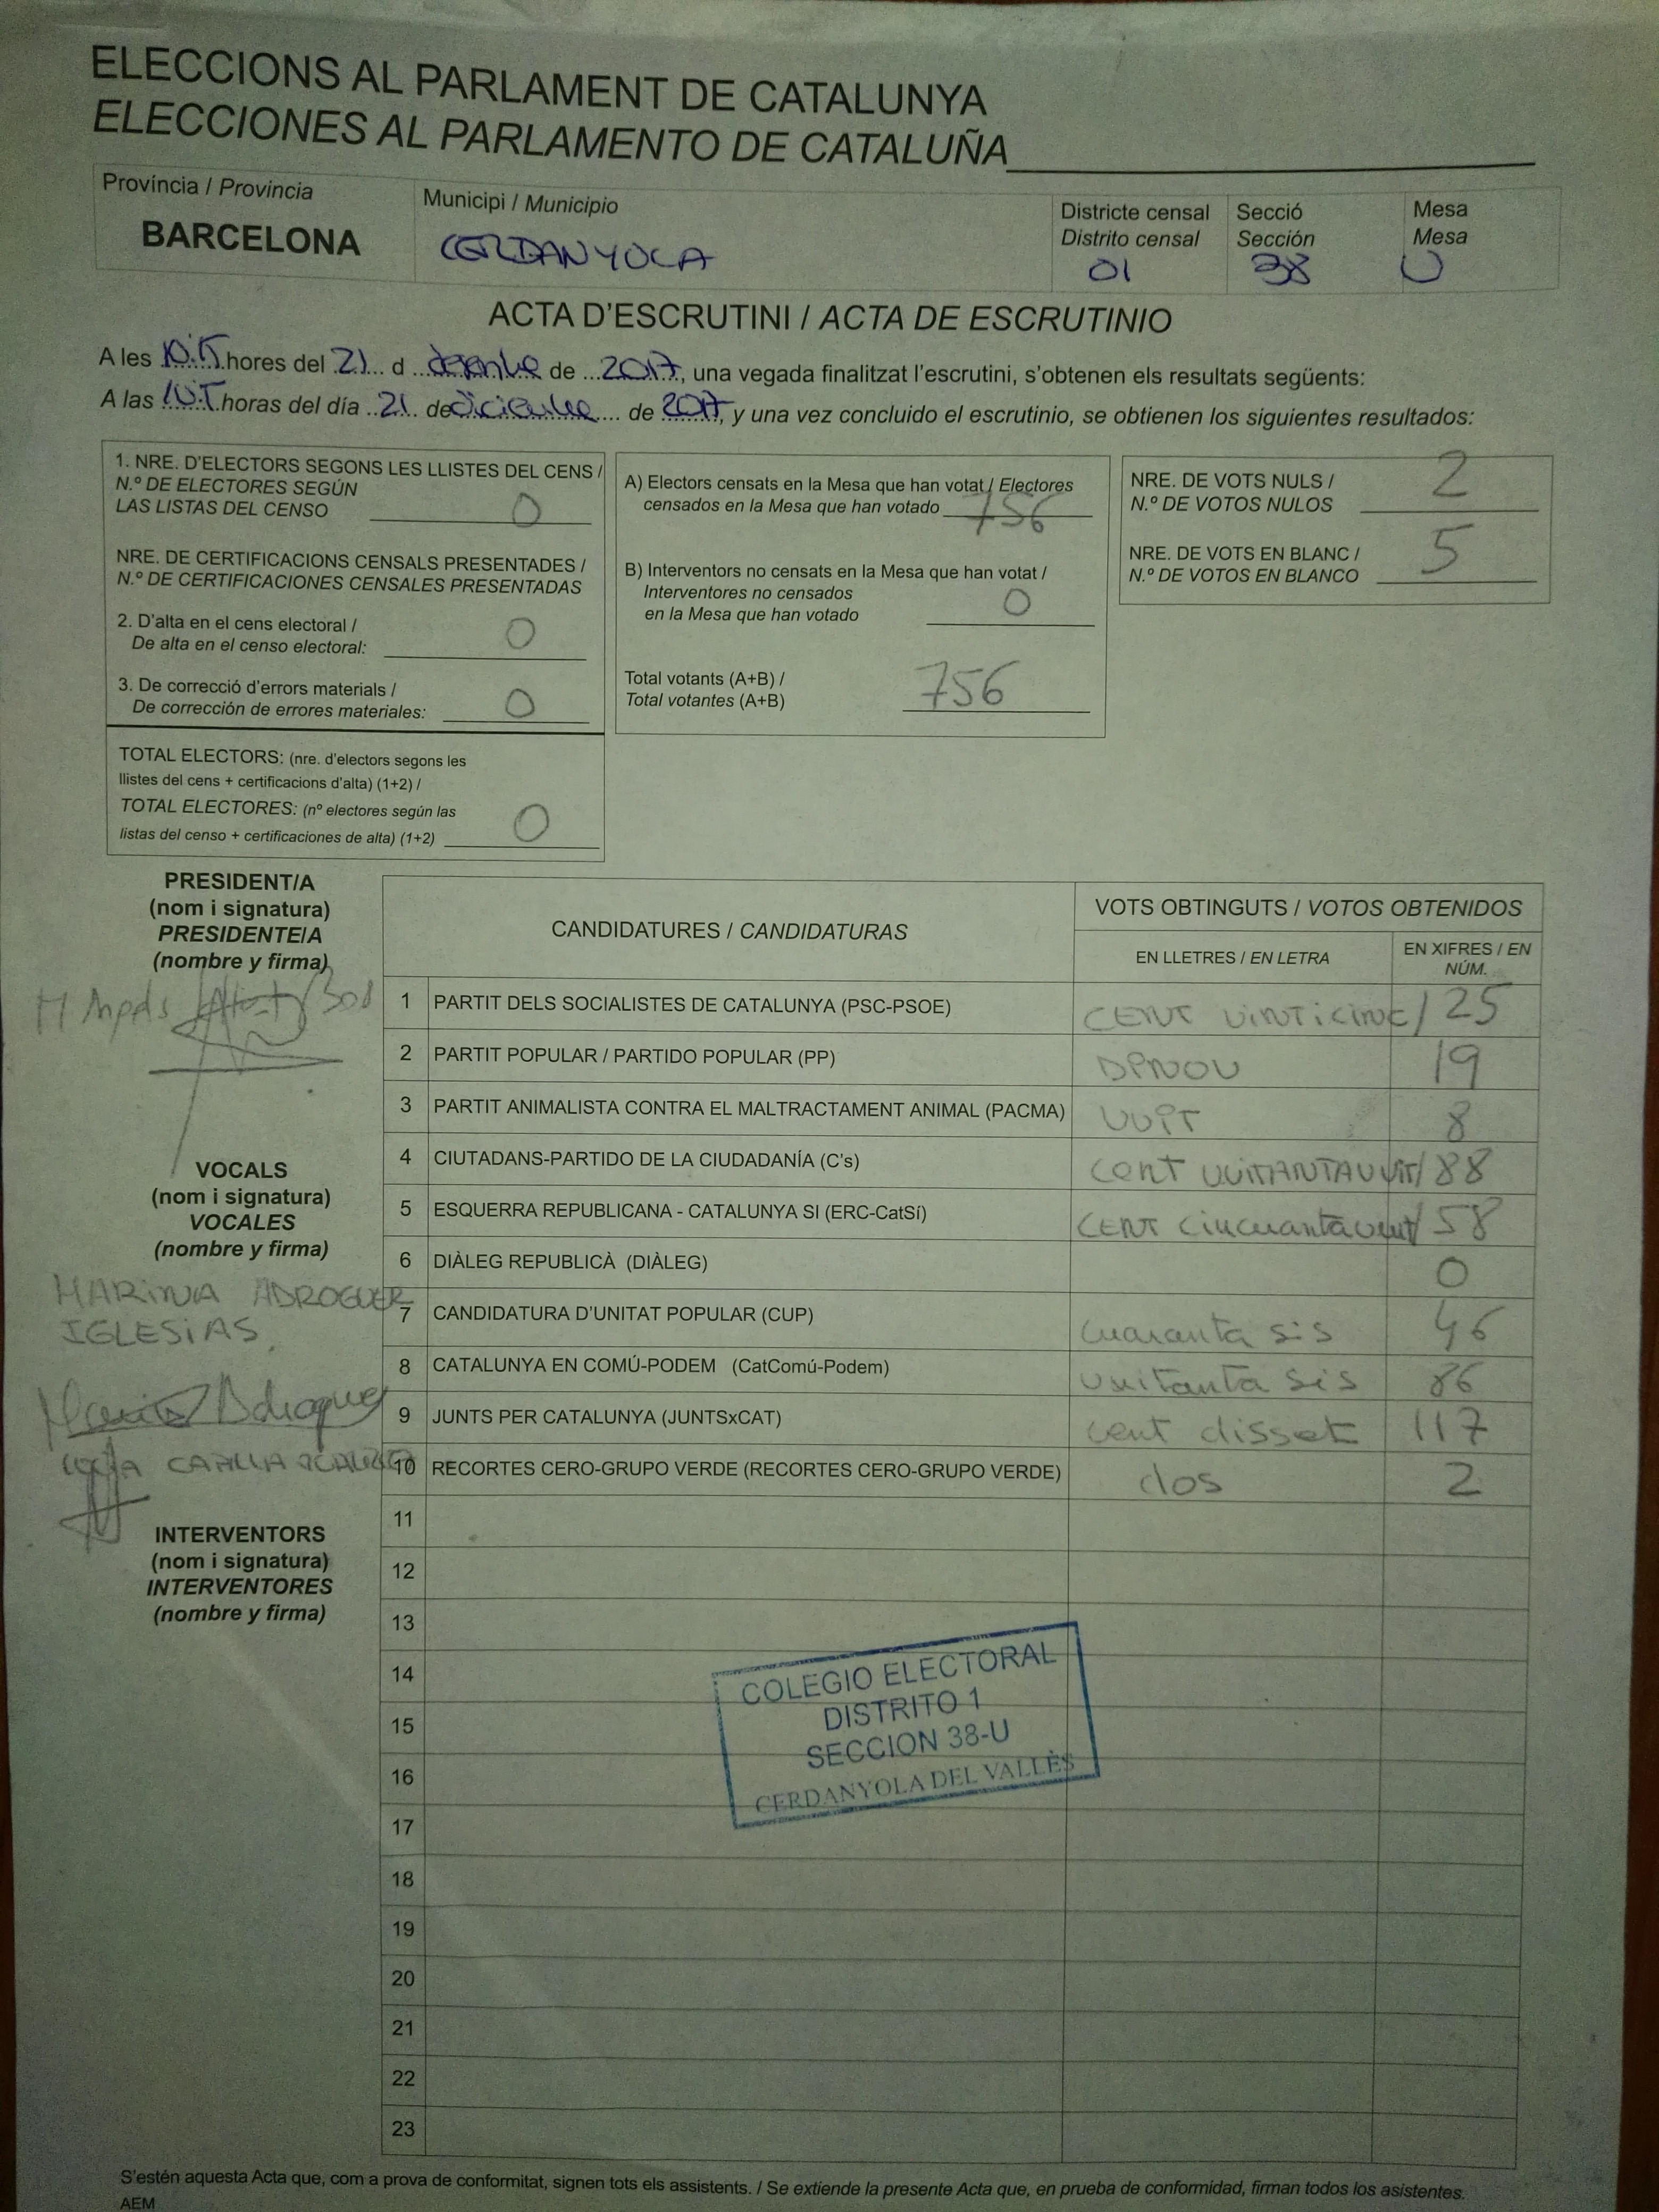 ELECCIONS AL PARLAMENT DE CATALUNYA
ELECCIONES AL PARLAMENTO DE CATALUÑA
Província / Provincia
BARCELONA
Municipi / Municipio
CERDANYOLA
Districte censal
Distrito censal
01
Secció
Sección
38
Mesa
Mesa
U
ACTA D'ESCRUTINI / ACTA DE ESCRUTINIO
A les hores del 21 d desembre de 2017, una vegada finalitzat l'escrutini, s'obtenen els resultats següents:
A las horas del día 21 de diciembre de 2017, y una vez concluido el escrutinio, se obtienen los siguientes resultados:
1. NRE. D'ELECTORS SEGONS LES LLISTES DEL CENS /
N.º DE ELECTORES SEGÚN
LAS LISTAS DEL CENSO 0
NRE. DE CERTIFICACIONS CENSALS PRESENTADES /
N.º DE CERTIFICACIONES CENSALES PRESENTADAS
2. D'alta en el cens electoral /
De alta en el censo electoral: 0
3. De correcció d'errors materials /
De corrección de errores materiales: 0
TOTAL ELECTORS: (nre. d'electors segons les
llistes del cens + certificacions d'alta) (1+2) /
TOTAL ELECTORES: (nº electores según las
listas del censo + certificaciones de alta) (1+2) 0
A) Electors censats en la Mesa que han votat / Electores
censados en la Mesa que han votado 756
B) Interventors no censats en la Mesa que han votat /
Interventores no censados
en la Mesa que han votado 0
Total votants (A+B) /
Total votantes (A+B) 756
NRE. DE VOTS NULS /
N.º DE VOTOS NULOS 2
NRE. DE VOTS EN BLANC /
N.º DE VOTOS EN BLANCO 5
PRESIDENT/A
(nom i signatura)
PRESIDENTE/A
(nombre y firma)
VOCALS
(nom i signatura)
VOCALES
(nombre y firma)
MARINA ADROGUER
IGLESIAS
INTERVENTORS
(nom i signatura)
INTERVENTORES
(nombre y firma)
CANDIDATURES / CANDIDATURAS
VOTS OBTINGUTS / VOTOS OBTENIDOS
EN LLETRES / EN LETRA
EN XIFRES / EN
NÚM.
1 PARTIT DELS SOCIALISTES DE CATALUNYA (PSC-PSOE) CENT VINTICINC 125
2 PARTIT POPULAR / PARTIDO POPULAR (PP) DINOU 19
3 PARTIT ANIMALISTA CONTRA EL MALTRACTAMENT ANIMAL (PACMA) VUIT 8
4 CIUTADANS-PARTIDO DE LA CIUDADANÍA (C's) CENT VUITANTAVUIT 188
5 ESQUERRA REPUBLICANA - CATALUNYA SI (ERC-CatSí) CENT cincuantavuit 158
6 DIÀLEG REPUBLICÀ (DIÀLEG) 0
7 CANDIDATURA D'UNITAT POPULAR (CUP) cuaranta sis 46
8 CATALUNYA EN COMÚ-PODEM (CatComú-Podem) vuitanta sis 86
9 JUNTS PER CATALUNYA (JUNTSxCAT) cent disset 117
10 RECORTES CERO-GRUPO VERDE (RECORTES CERO-GRUPO VERDE) dos 2
11
12
13
14
15
16
17
18
19
20
21
22
23
COLEGIO ELECTORAL
DISTRITO 1
SECCION 38-U
CERDANYOLA DEL VALLÈS
S'estén aquesta Acta que, com a prova de conformitat, signen tots els assistents. / Se extiende la presente Acta que, en prueba de conformidad, firman todos los asistentes.
AEM